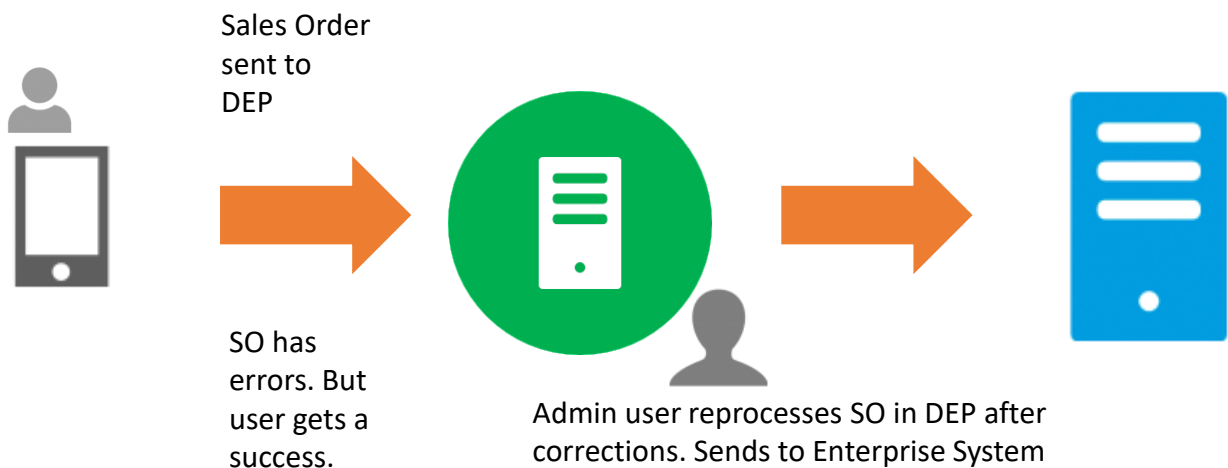 Sales Order
sent to
DEP
SO has
errors. But
user gets a
success.
Admin user reprocesses SO in DEP after
corrections. Sends to Enterprise System